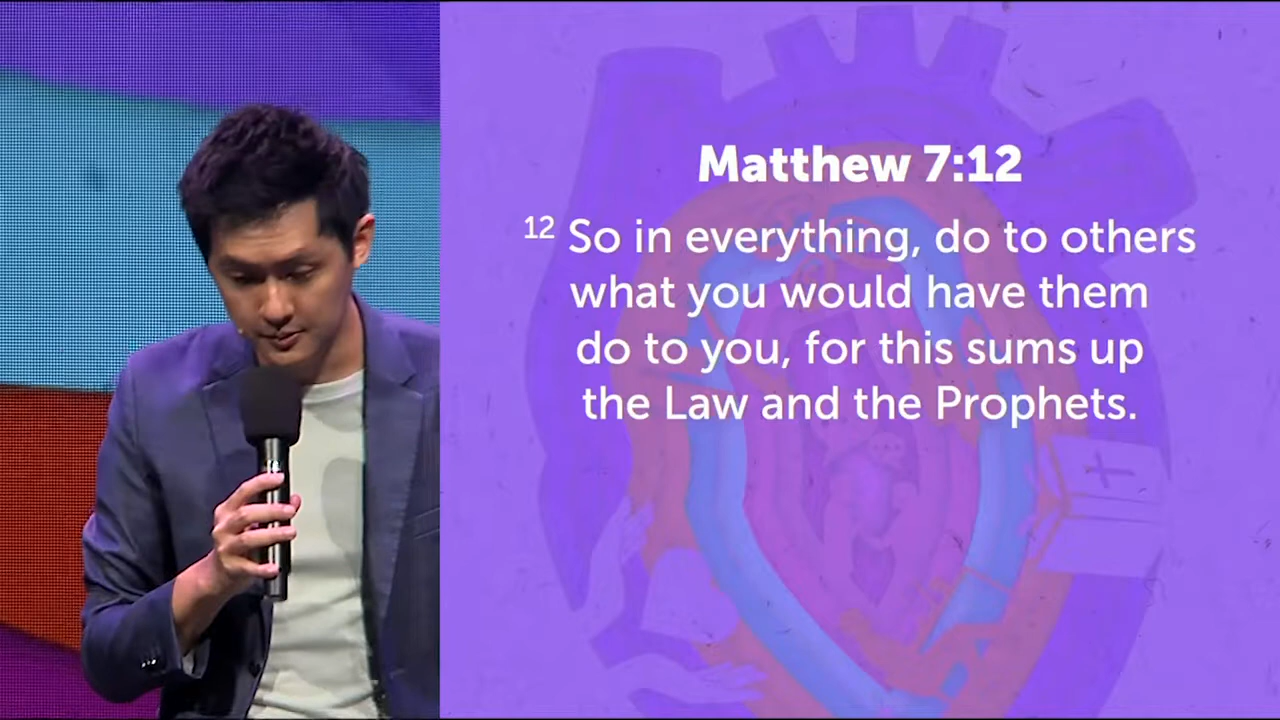 Matthew 7:12
12 So in everything, do to others
what you would have them
do to you, for this sums up
the Law and the Prophets.